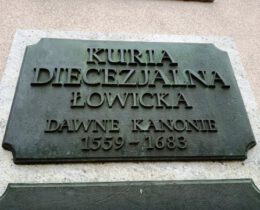 KURIA
DIECEZJALNA
ŁOWICKA
DAWNE KANONIE
1559-1683